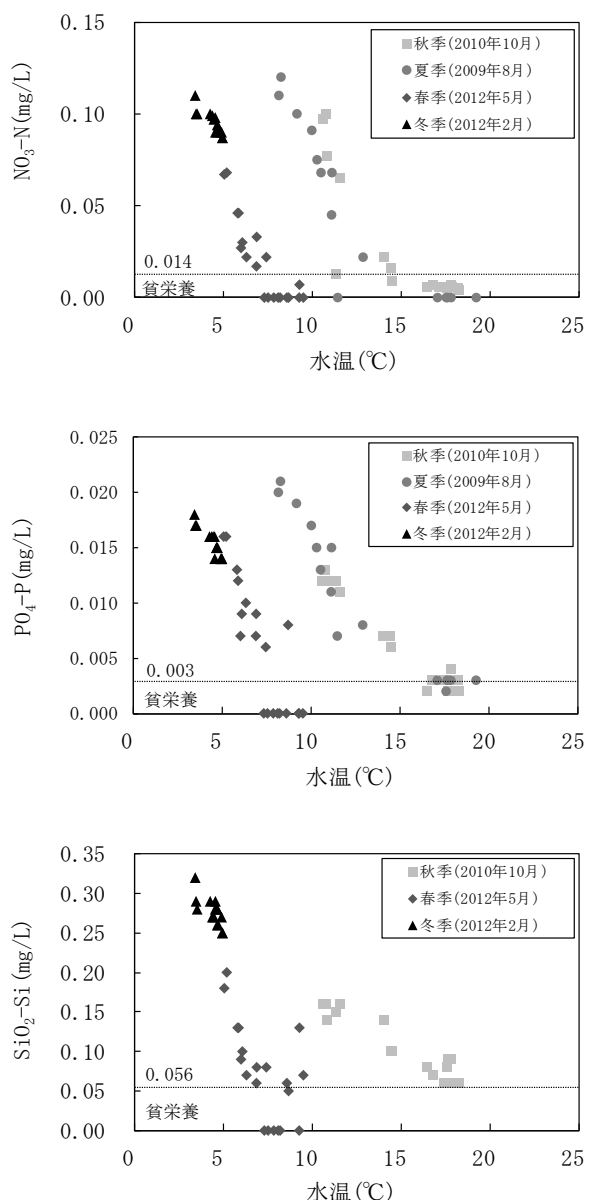 0.15
0.10
0.05
0.00
NO₃-N(mg/L)
秋季(2010年10月)
夏季(2009年8月)
春季(2012年5月)
冬季(2012年2月)
0.014
貧栄養
0 5 10 15 20 25
水温(℃)
0.025
0.020
0.015
0.010
0.005
0.000
PO₄-P(mg/L)
秋季(2010年10月)
夏季(2009年8月)
春季(2012年5月)
冬季(2012年2月)
0.003
貧栄養
0 5 10 15 20 25
水温(℃)
0.35
0.30
0.25
0.20
0.15
0.10
0.05
0.00
SiO₂-Si(mg/L)
秋季(2010年10月)
春季(2012年5月)
冬季(2012年2月)
0.056
貧栄養
0 5 10 15 20 25
水温(℃)